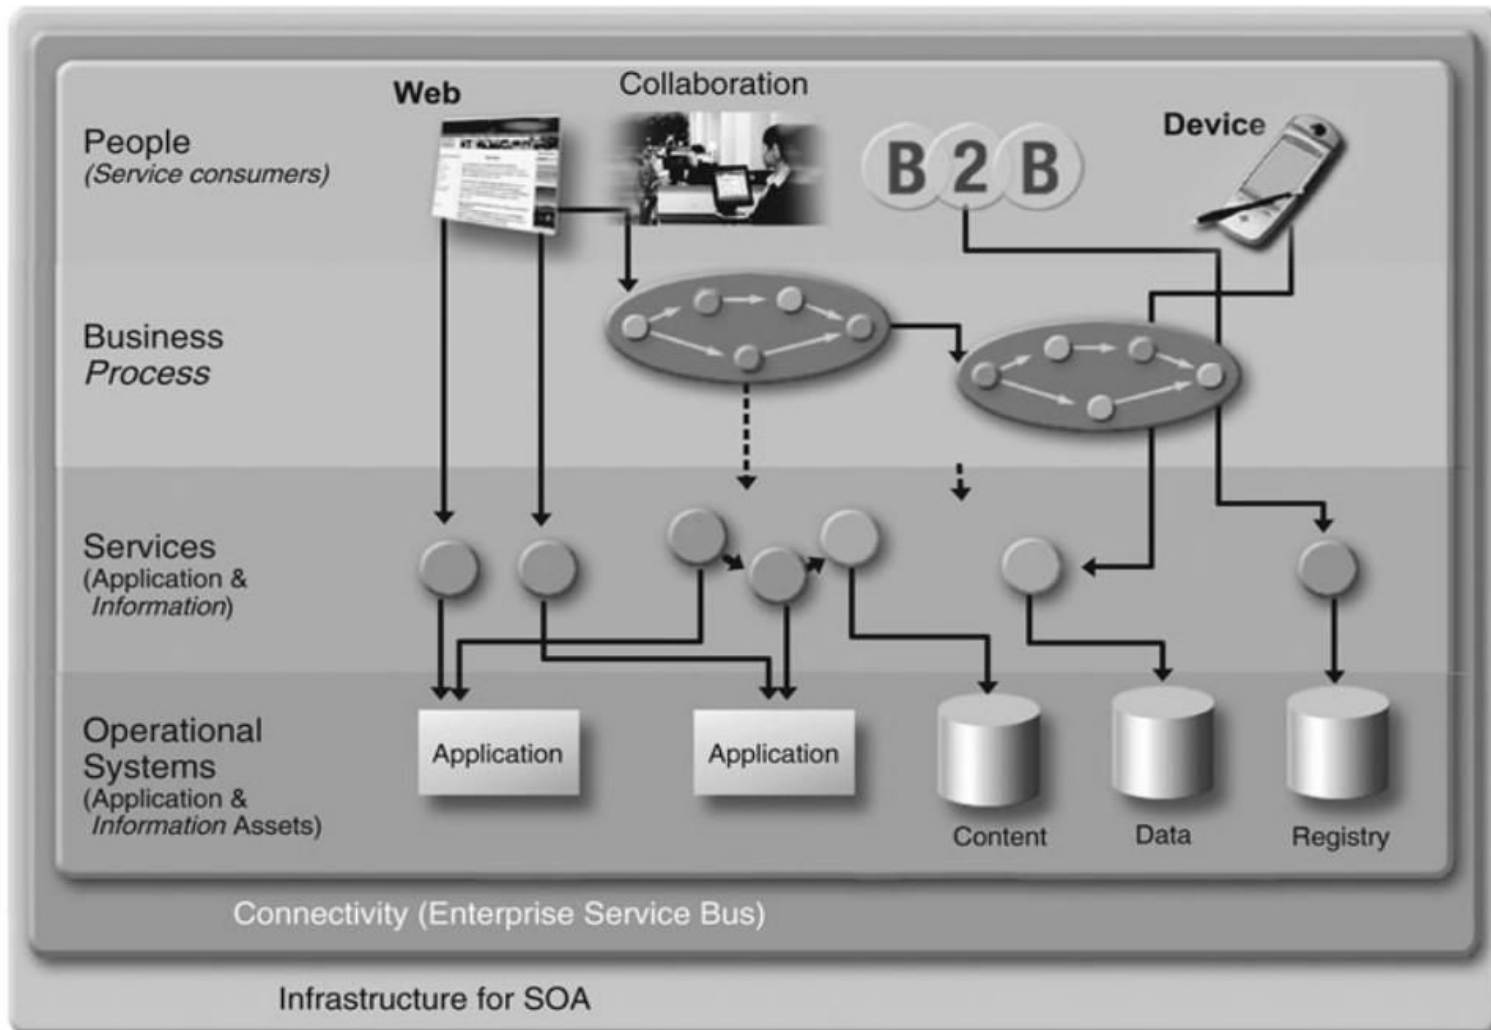 Web
Collaboration
People
(Service consumers)
B 2 B
Device
Business
Process
Services
(Application &
Information)
Operational
Systems
(Application &
Information Assets)
Application
Application
Content
Data
Registry
Connectivity (Enterprise Service Bus)
Infrastructure for SOA